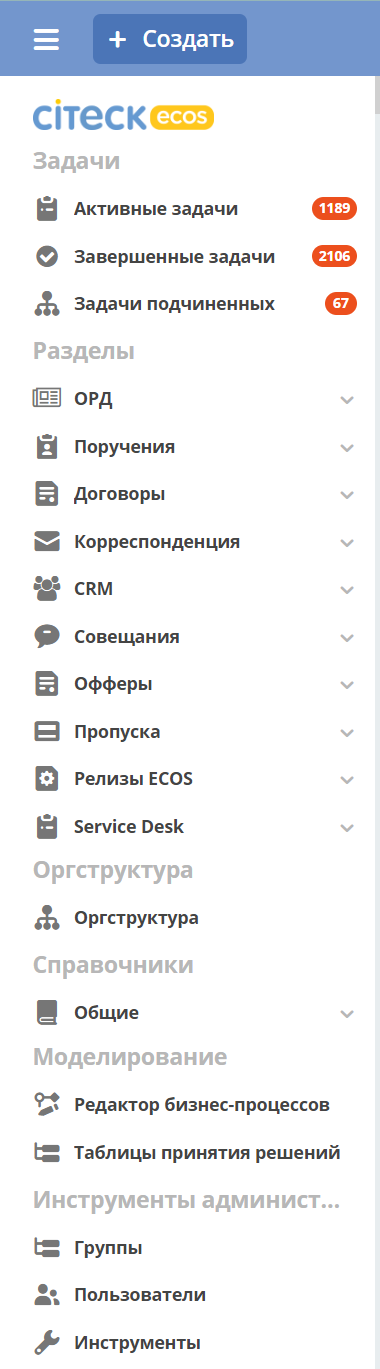 Создать
citeck ecos
Задачи
Активные задачи 1189
Завершенные задачи 2106
Задачи подчиненных 67
Разделы
ОРД
Поручения
Договоры
Корреспонденция
CRM
Совещания
Офферы
Пропуска
Релизы ECOS
Service Desk
Оргструктура
Оргструктура
Справочники
Общие
Моделирование
Редактор бизнес-процессов
Таблицы принятия решений
Инструменты админист...
Группы
Пользователи
Инструменты